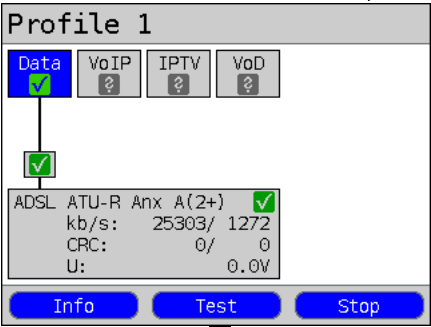 Profile 1
Data VoIP IPTV VoD
? ? ?
ADSL ATU-R Anx A(2+)
kb/s: 25303/ 1272
CRC: 0/ 0
U: 0.0V
Info Test Stop